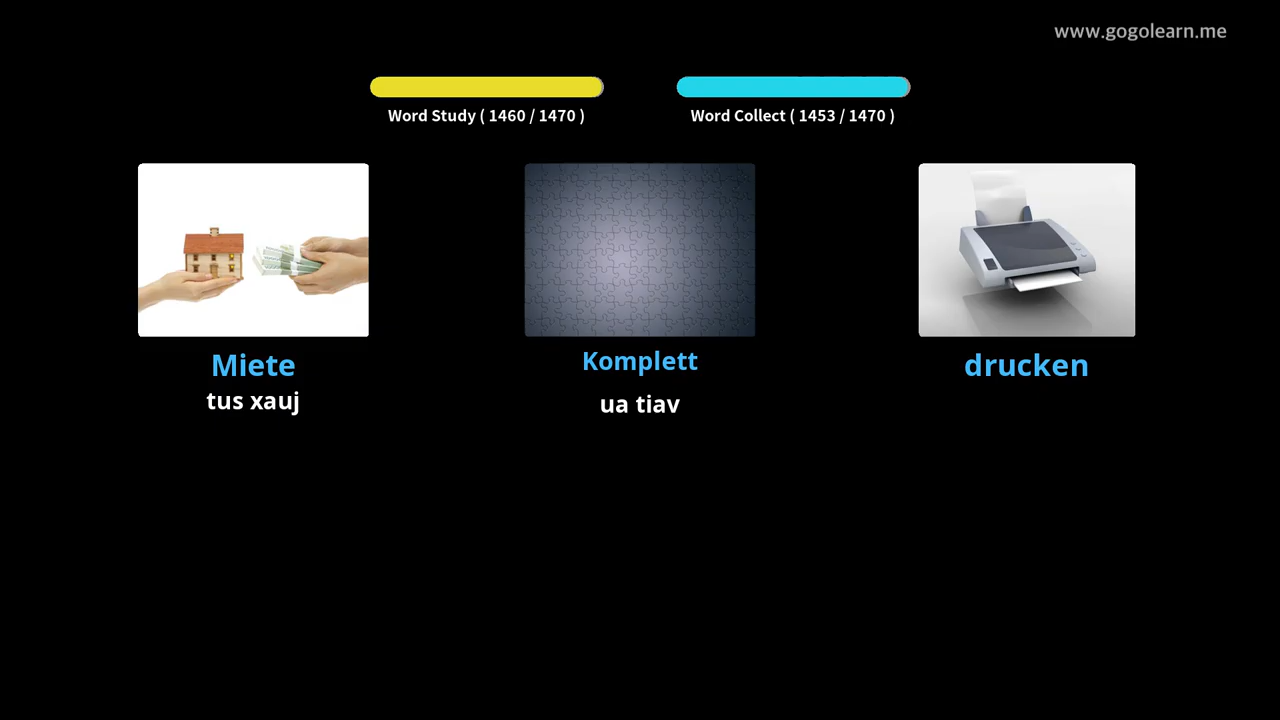 www.gogolearn.me
Word Study ( 1460 / 1470 )
Word Collect ( 1453 / 1470 )
Miete
tus xauj
Komplett
ua tiav
drucken